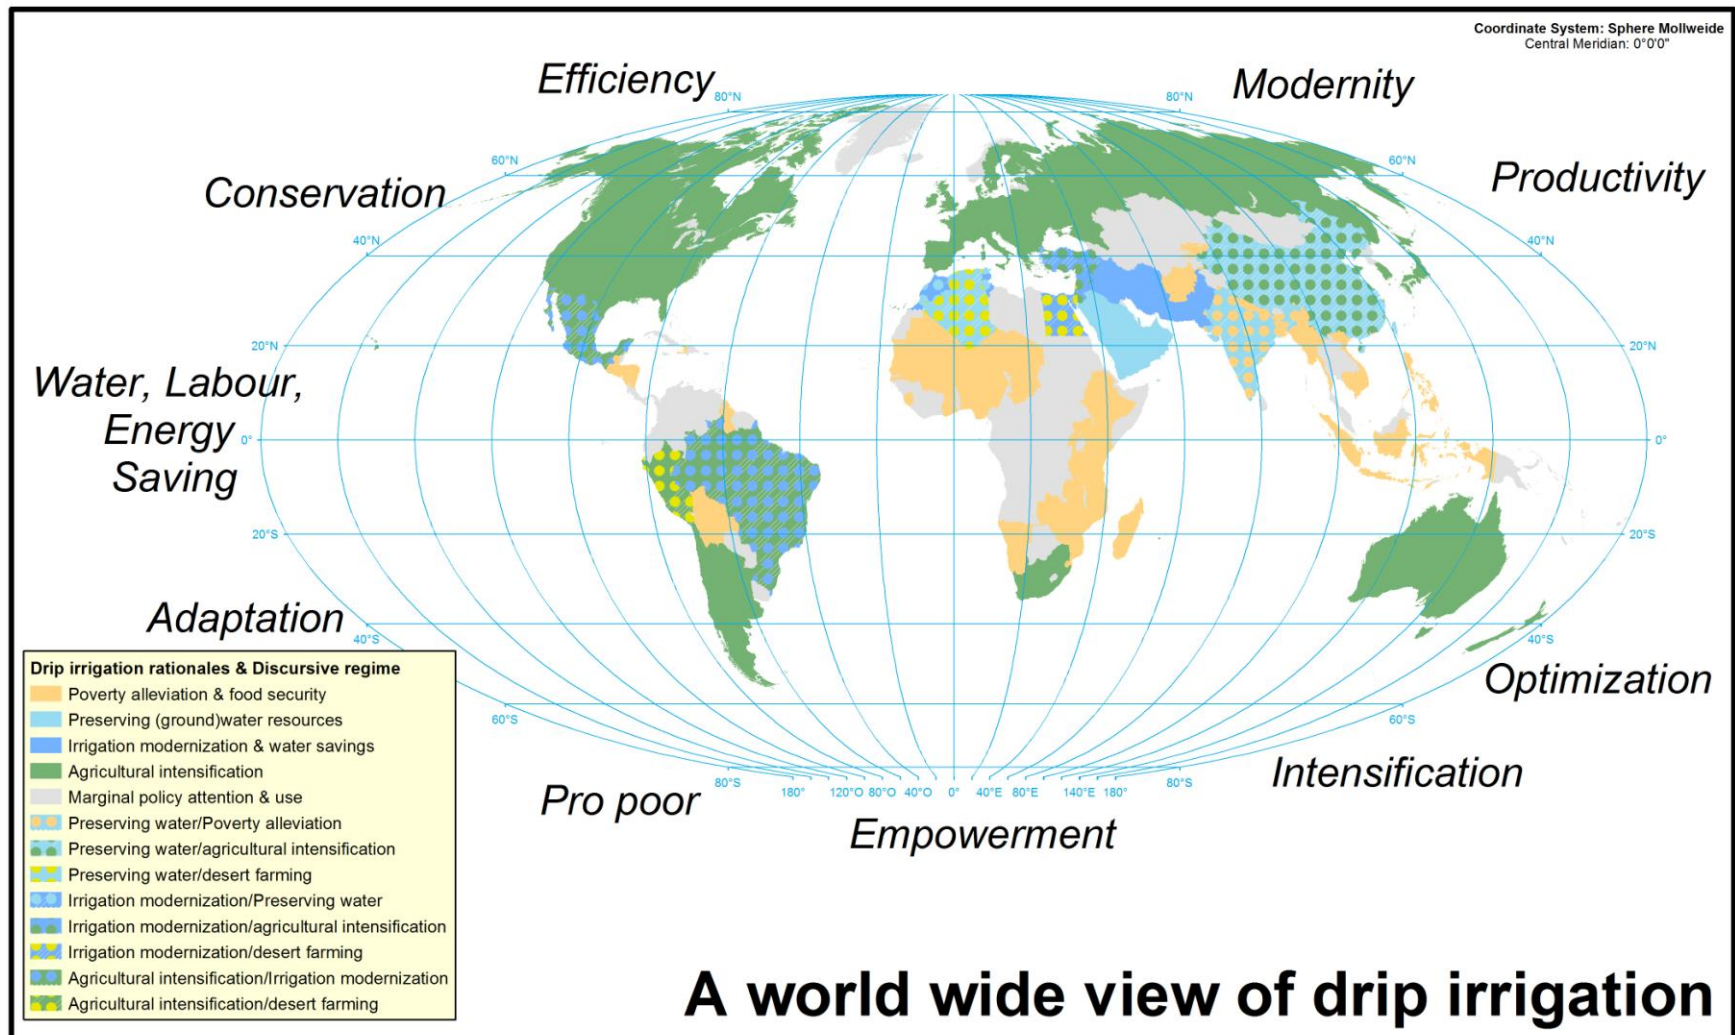 Coordinate System: Sphere Mollweide
Central Meridian: 0°0'0"
Efficiency
Modernity
80°N
80°N
60°N
60°N
Conservation
Productivity
40°N
40°N
20°N
20°N
Water, Labour,
Energy
Saving
0°
0°
20°S
20°S
Adaptation
40°S
40°S
Optimization
60°S
60°S
Intensification
80°S
80°S
180°
120°O
80°O
40°O
0°
40°E
80°E
140°E
180°
Pro poor
Empowerment
Drip irrigation rationales & Discursive regime
Poverty alleviation & food security
Preserving (ground)water resources
Irrigation modernization & water savings
Agricultural intensification
Marginal policy attention & use
Preserving water/Poverty alleviation
Preserving water/agricultural intensification
Preserving water/desert farming
Irrigation modernization/Preserving water
Irrigation modernization/agricultural intensification
Irrigation modernization/desert farming
Agricultural intensification/Irrigation modernization
Agricultural intensification/desert farming
A world wide view of drip irrigation